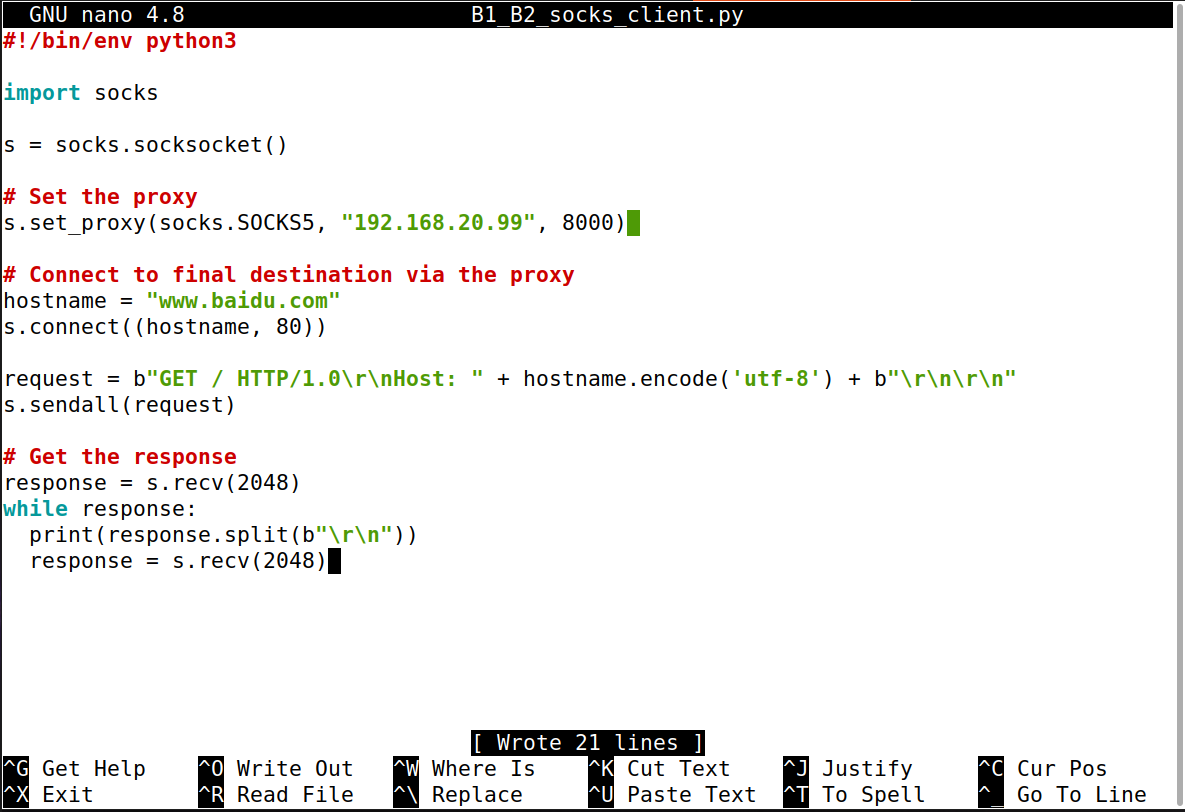 GNU nano 4.8 B1_B2_socks_client.py
#!/bin/env python3
import socks
s = socks.socksocket()
# Set the proxy
s.set_proxy(socks.SOCKS5, "192.168.20.99", 8000)
# Connect to final destination via the proxy
hostname = "www.baidu.com"
s.connect((hostname, 80))
request = b"GET / HTTP/1.0\r\nHost: " + hostname.encode('utf-8') + b"\r\n\r\n"
s.sendall(request)
# Get the response
response = s.recv(2048)
while response:
  print(response.split(b"\r\n"))
  response = s.recv(2048)
[ Wrote 21 lines ]
^G Get Help ^O Write Out ^W Where Is ^K Cut Text ^J Justify ^C Cur Pos
^X Exit ^R Read File ^\ Replace ^U Paste Text ^T To Spell ^_ Go To Line